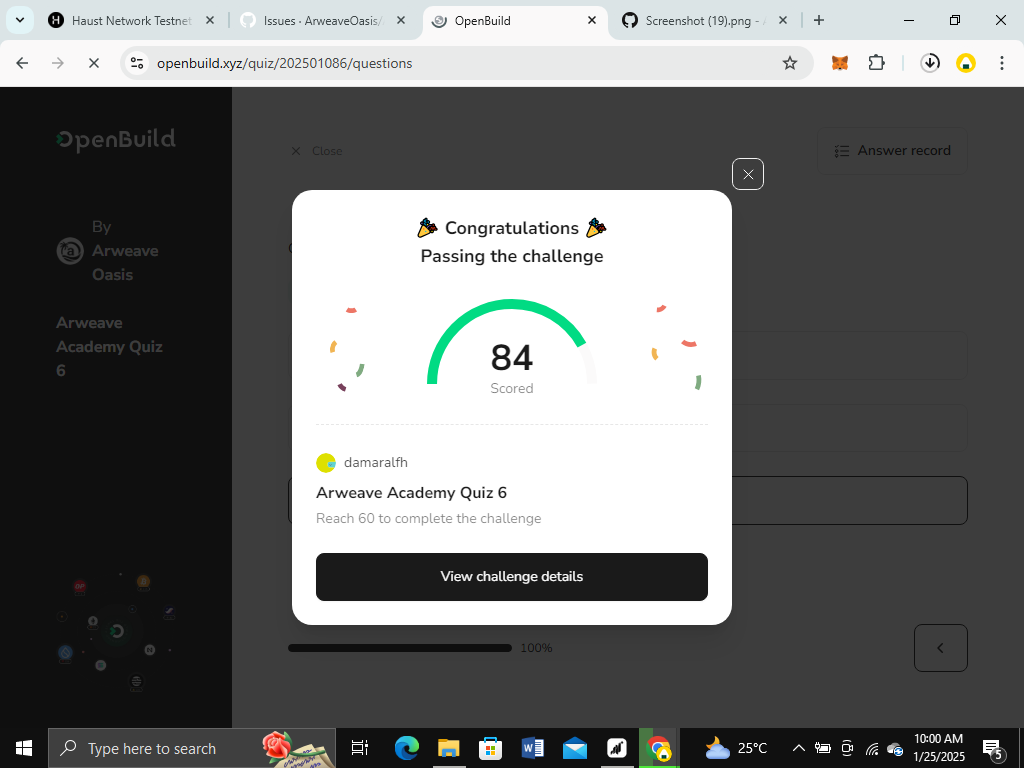 Haust Network Testnet
Issues · ArweaveOasis/
OpenBuild
Screenshot (19).png -
openbuild.xyz/quiz/202501086/questions
OpenBuild
Close
Answer record
By
Arweave
Oasis
Arweave
Academy Quiz
6
Congratulations
Passing the challenge
84
Scored
damaralfh
Arweave Academy Quiz 6
Reach 60 to complete the challenge
View challenge details
100%
Type here to search
25°C
10:00 AM
1/25/2025
5